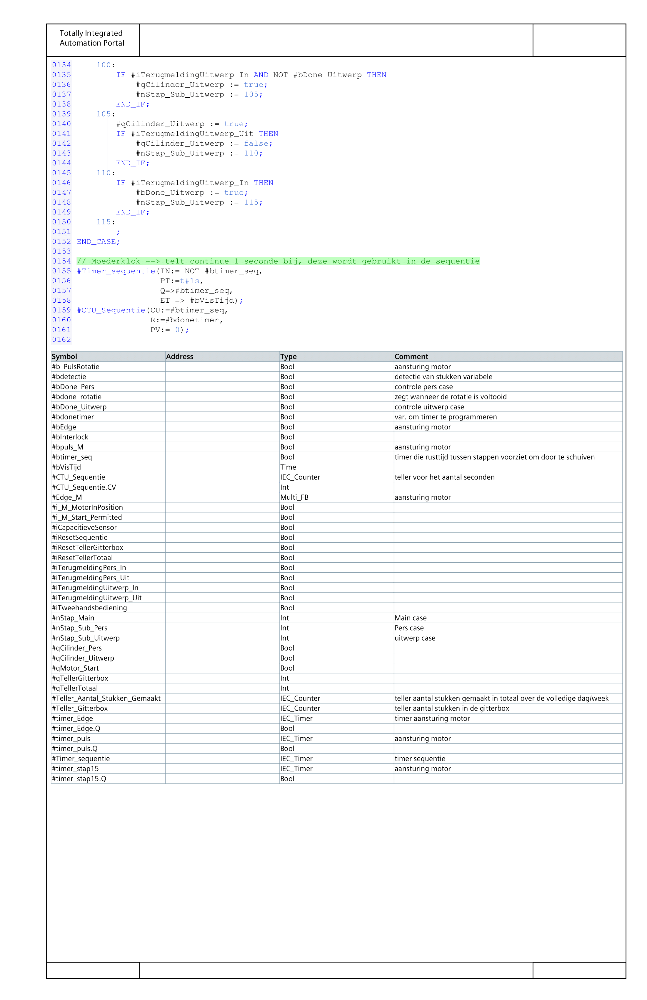 Totally Integrated
Automation Portal
0134     100:
0135         IF #iTerugmeldingUitwerp_In AND NOT #bDone_Uitwerp THEN
0136             #qCilinder_Uitwerp := true;
0137             #nStap_Sub_Uitwerp := 105;
0138         END_IF;
0139     105:
0140         #qCilinder_Uitwerp := true;
0141         IF #iTerugmeldingUitwerp_Uit THEN
0142             #qCilinder_Uitwerp := false;
0143             #nStap_Sub_Uitwerp := 110;
0144         END_IF;
0145     110:
0146         IF #iTerugmeldingUitwerp_In THEN
0147             #bDone_Uitwerp := true;
0148             #nStap_Sub_Uitwerp := 115;
0149         END_IF;
0150     115:
0151         ;
0152 END_CASE;
0153
0154 // Moederklok --> telt continue 1 seconde bij, deze wordt gebruikt in de sequentie
0155 #Timer_sequentie(IN:= NOT #btimer_seq,
0156                  PT:=t#1s,
0157                  Q=>#btimer_seq,
0158                  ET => #bVisTijd);
0159 #CTU_Sequentie(CU:=#btimer_seq,
0160                R:=#bdonetimer,
0161                PV:= 0);
0162
Symbol Address Type Comment
#b_PulsRotatie Bool aansturing motor
#bdetectie Bool detectie van stukken variabele
#bDone_Pers Bool controle pers case
#bdone_rotatie Bool zegt wanneer de rotatie is voltooid
#bDone_Uitwerp Bool controle uitwerp case
#bdonetimer Bool var. om timer te programmeren
#bEdge Bool aansturing motor
#bInterlock Bool
#bpuls_M Bool aansturing motor
#btimer_seq Bool timer die rusttijd tussen stappen voorziet om door te schuiven
#bVisTijd Time
#CTU_Sequentie IEC_Counter teller voor het aantal seconden
#CTU_Sequentie.CV Int
#Edge_M Multi_FB aansturing motor
#i_M_MotorInPosition Bool
#i_M_Start_Permitted Bool
#iCapacitieveSensor Bool
#iResetSequentie Bool
#iResetTellerGitterbox Bool
#iResetTellerTotaal Bool
#iTerugmeldingPers_In Bool
#iTerugmeldingPers_Uit Bool
#iTerugmeldingUitwerp_In Bool
#iTerugmeldingUitwerp_Uit Bool
#iTweehandsbediening Bool
#nStap_Main Int Main case
#nStap_Sub_Pers Int Pers case
#nStap_Sub_Uitwerp Int uitwerp case
#qCilinder_Pers Bool
#qCilinder_Uitwerp Bool
#qMotor_Start Bool
#qTellerGitterbox Int
#qTellerTotaal Int
#Teller_Aantal_Stukken_Gemaakt IEC_Counter teller aantal stukken gemaakt in totaal over de volledige dag/week
#Teller_Gitterbox IEC_Counter teller aantal stukken in de gitterbox
#timer_Edge IEC_Timer timer aansturing motor
#timer_Edge.Q Bool
#timer_puls IEC_Timer aansturing motor
#timer_puls.Q Bool
#Timer_sequentie IEC_Timer timer sequentie
#timer_stap15 IEC_Timer aansturing motor
#timer_stap15.Q Bool